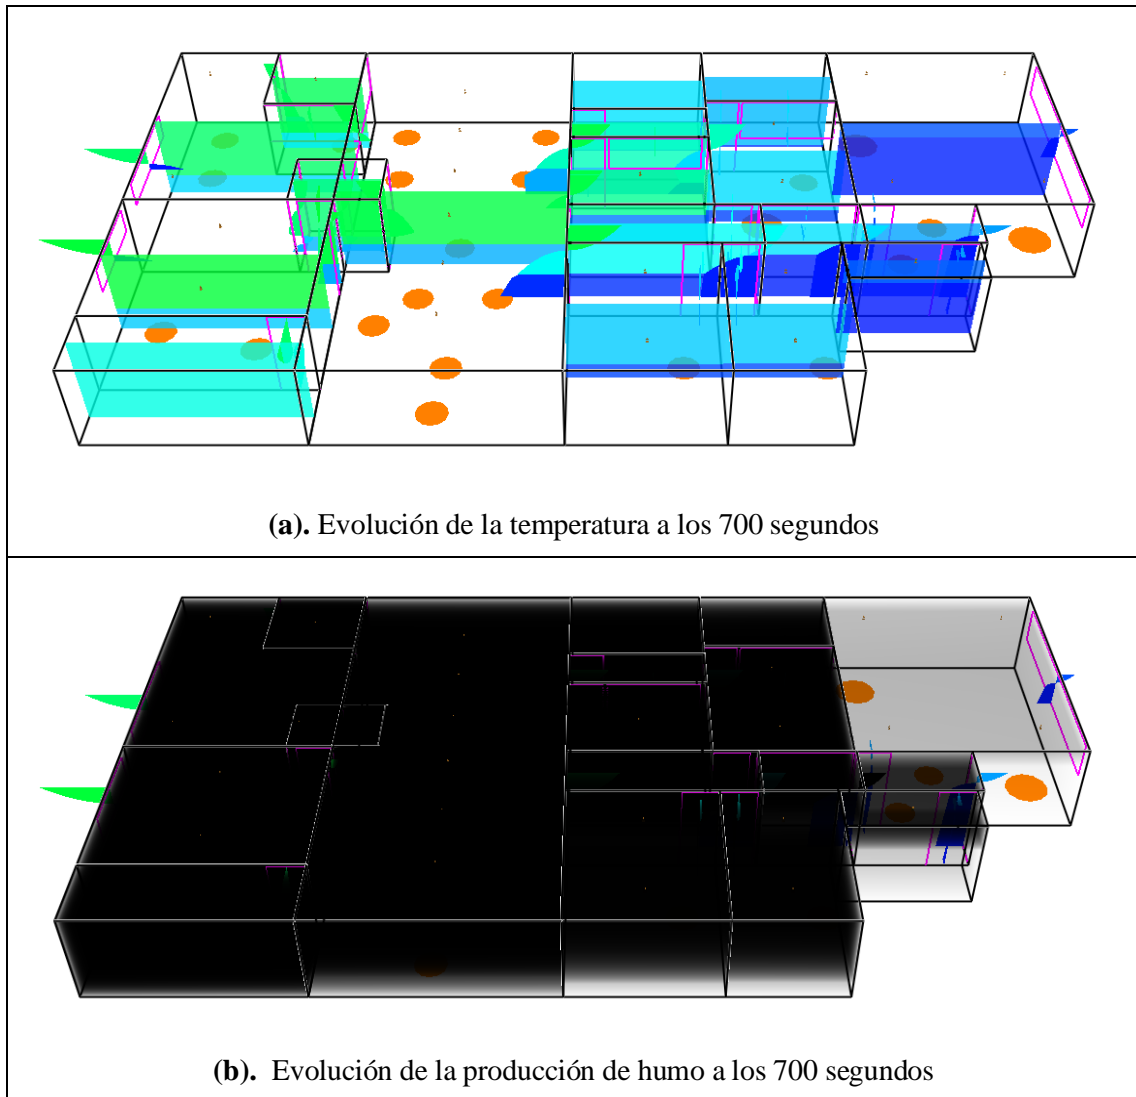 (a). Evolución de la temperatura a los 700 segundos
(b). Evolución de la producción de humo a los 700 segundos